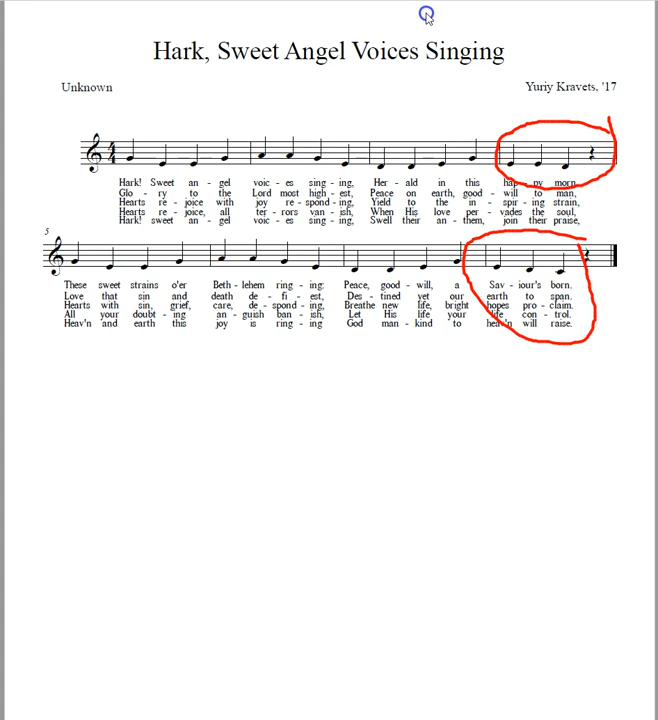 Hark, Sweet Angel Voices Singing
Unknown
Yuriy Kravets, '17
4
4
Hark! Sweet an - gel voic - es sing - ing, Her - ald in this hap - py morn,
Glo - ry to the Lord most high - est, Peace on earth, good - will to man,
Hearts re - joice with joy re - spond - ing, Yield to the in - spir - ing strain,
Hearts re - joice, all ter - rors van - ish, When His love per - vades the soul,
Hark! sweet an - gel voic - es sing - ing, Swell their an - them, join their praise,
5
These sweet strains o'er Beth - lehem ring - ing: Peace, good - will, a Sav - iour's born.
Love that sin and death de - fi - est, Des - tined yet our earth to span.
Hearts with sin, grief, care, de - spond - ing, Breathe new life, bright hopes pro - claim.
All your doubt - ing an - guish ban - ish, Let His life your life con - trol.
Heav'n and earth this joy is ring - ing God man - kind to heav'n will raise.